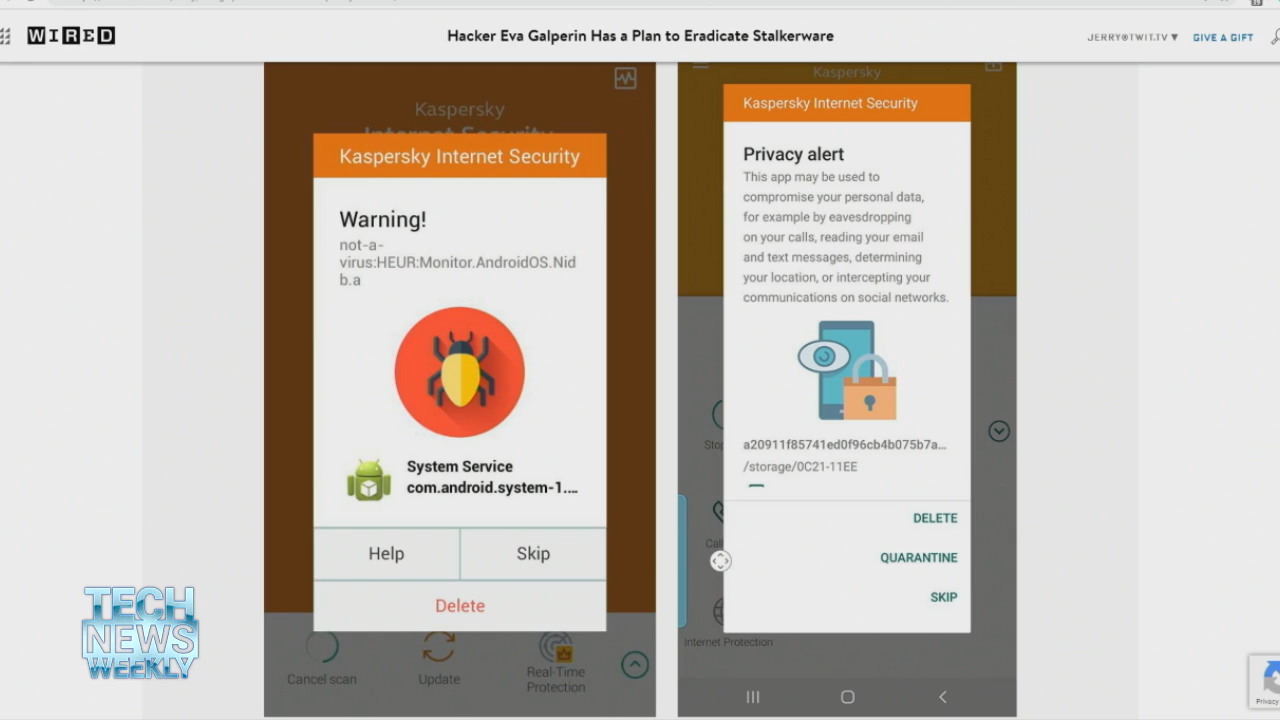 WIRED
Hacker Eva Galperin Has a Plan to Eradicate Stalkerware
JERRY@TWIT.TV ▼
GIVE A GIFT
Kaspersky
Internet Security
Kaspersky Internet Security
Warning!
not-a-
virus:HEUR:Monitor.AndroidOS.Nid
b.a
System Service
com.android.system-1....
Help
Skip
Delete
Cancel scan
Update
Real-Time
Protection
Kaspersky
Kaspersky Internet Security
Privacy alert
This app may be used to
compromise your personal data,
for example by eavesdropping
on your calls, reading your email
and text messages, determining
your location, or intercepting your
communications on social networks.
a20911f85741ed0f96cb4b075b7a...
/storage/0C21-11EE
DELETE
QUARANTINE
SKIP
Internet Protection
TECH
NEWS
WEEKLY
Privacy